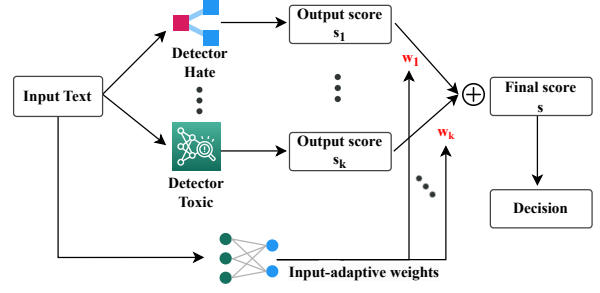 Input Text
Detector
Hate
Detector
Toxic
Output score
s1
Output score
sk
w1
wk
Input-adaptive weights
Final score
s
Decision